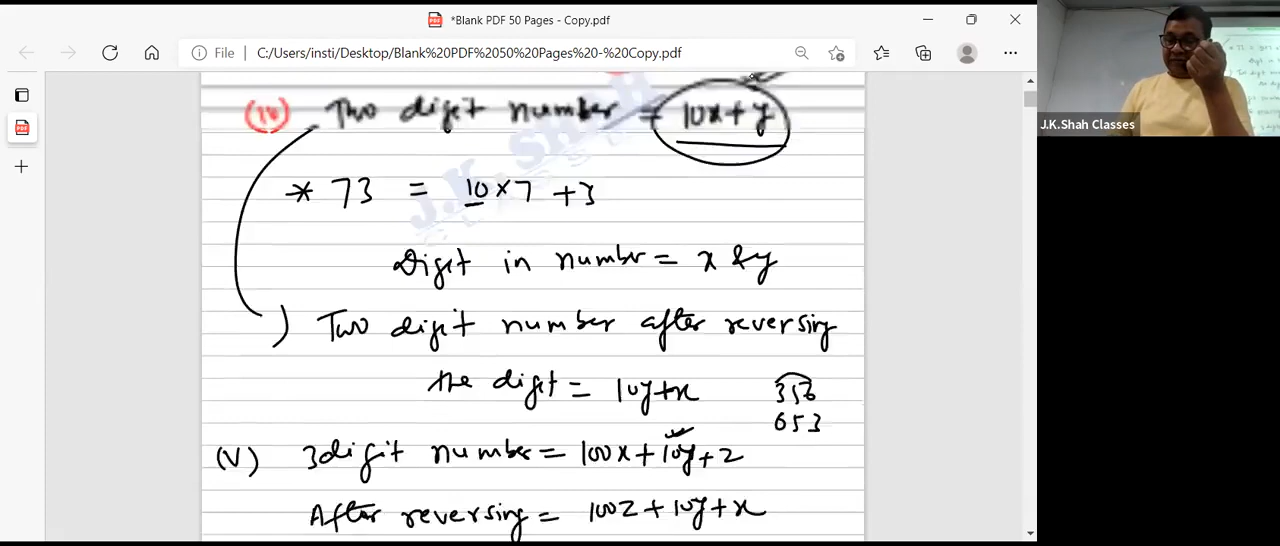 *Blank PDF 50 Pages - Copy.pdf
File
C:/Users/insti/Desktop/Blank%20PDF%2050%20Pages%20-%20Copy.pdf
(iv) Two digit number = 10x + y
* 73 = 10 × 7 + 3
Digit in number = x & y
) Two digit number after reversing
the digit = 10y+x
356
653
(V) 3 digit number = 100x + 10y + z
After reversing = 100z + 10y + x
J.K. Shah
J.K.Shah Classes